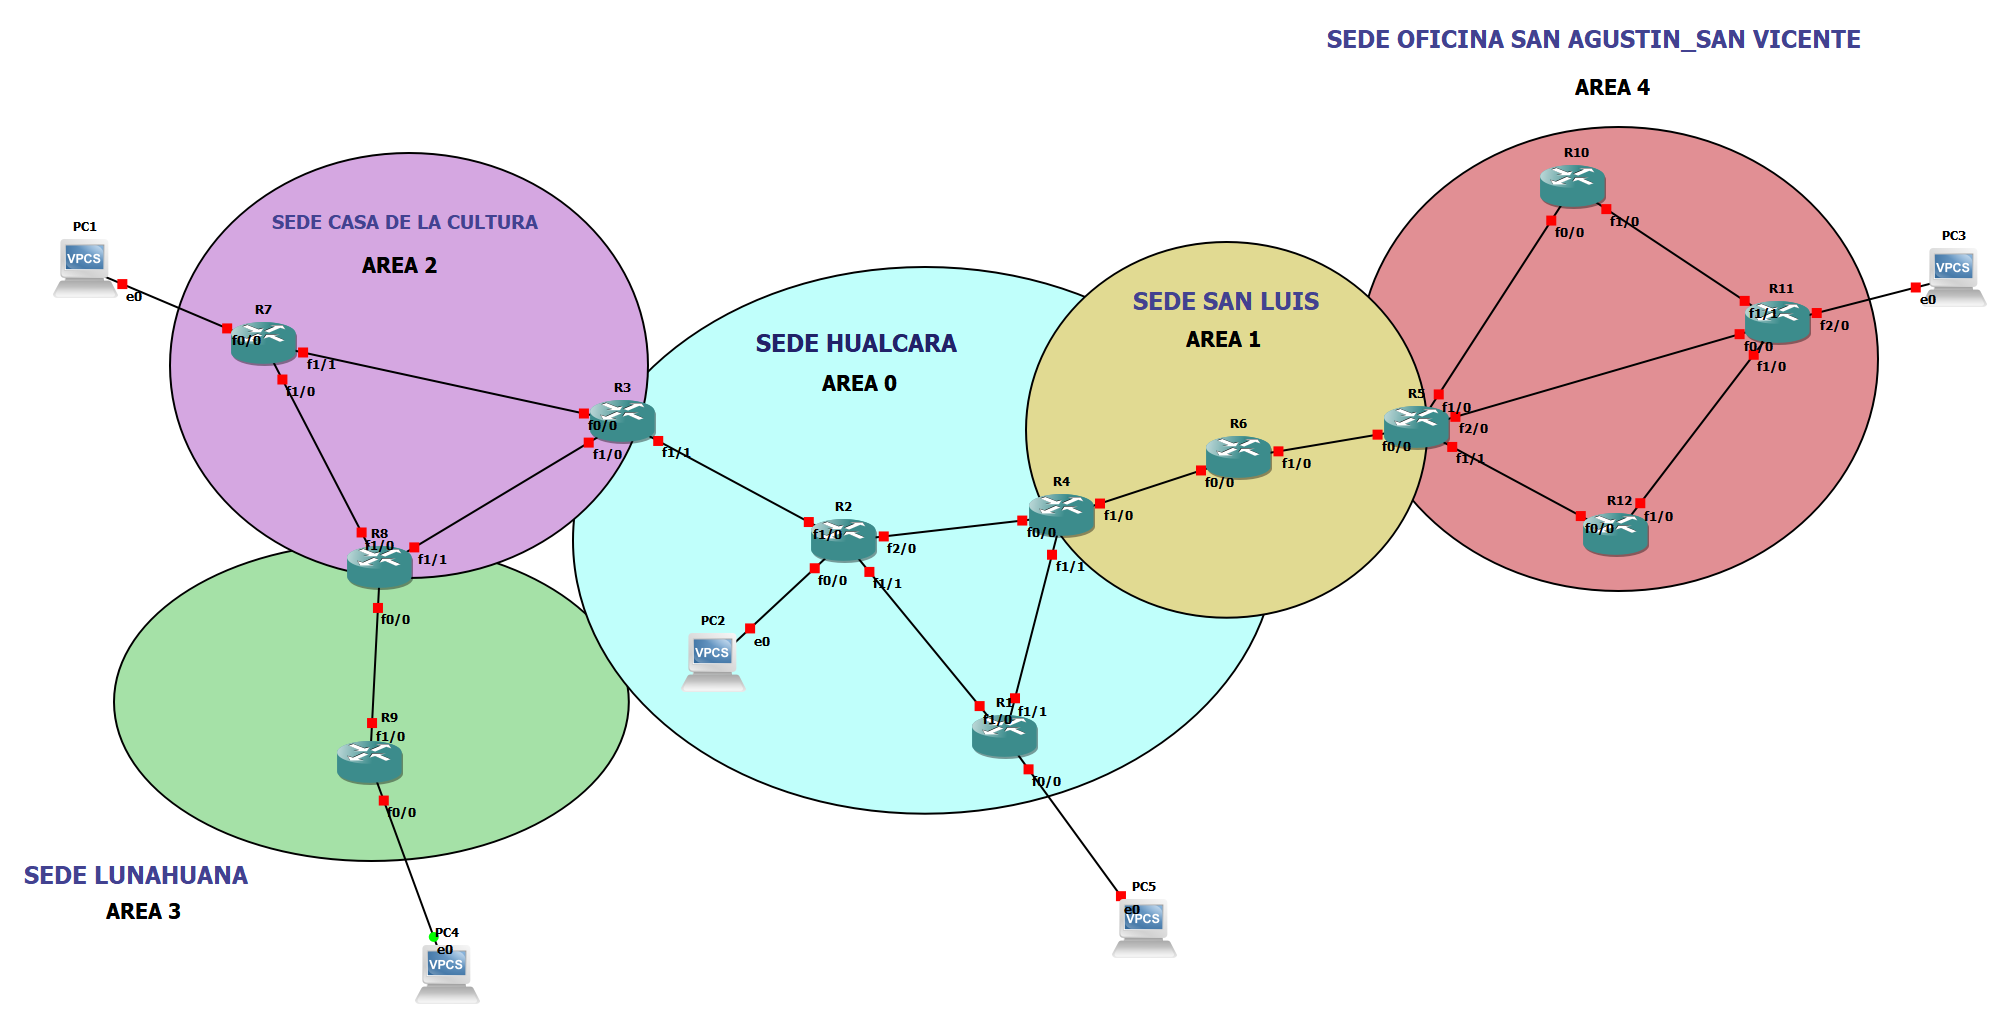 SEDE OFICINA SAN AGUSTIN_SAN VICENTE
AREA 4
R10
f0/0
f1/0
SEDE CASA DE LA CULTURA
AREA 2
PC1
VPCS
e0
R7
f0/0
f1/1
f1/0
PC3
VPCS
e0
R11
f1/1
f2/0
f0/0
f1/0
SEDE SAN LUIS
AREA 1
SEDE HUALCARA
AREA 0
R3
f0/0
f1/0
f1/1
R5
f1/0
f2/0
f0/0
f1/1
R6
f0/0
f1/0
R4
f1/0
f0/0
f1/1
R12
f0/0
f1/0
R2
f1/0
f2/0
f0/0
f1/1
R8
f1/0
f1/1
f0/0
PC2
VPCS
e0
R9
f1/0
f0/0
R1
f1/1
f1/0
f0/0
SEDE LUNAHUANA
AREA 3
PC5
e0
VPCS
PC4
e0
VPCS